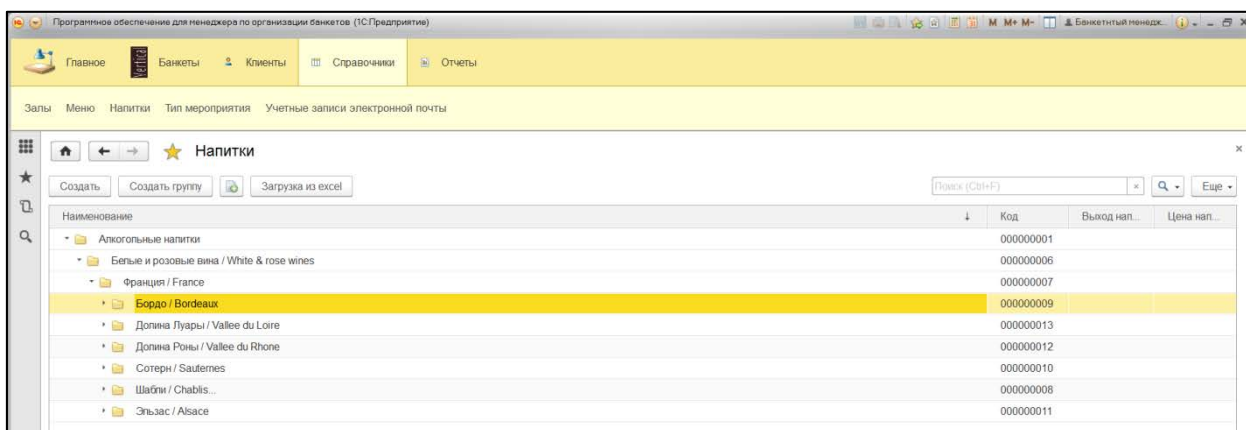 Программное обеспечение для менеджера по организации банкетов (1С:Предприятие) M M+ M- Банкетнтый менедж...
Главное Vertical Банкеты Клиенты Справочники Отчеты
Залы Меню Напитки Тип мероприятия Учетные записи электронной почты
Напитки
Создать Создать группу Загрузка из excel Поиск (Ctrl+F) × Еще
Наименование ↓ Код Выход нап... Цена нап...
Алкогольные напитки 000000001
Белые и розовые вина / White & rose wines 000000006
Франция / France 000000007
Бордо / Bordeaux 000000009
Долина Луары / Vallee du Loire 000000013
Долина Роны / Vallee du Rhone 000000012
Сотерн / Sauternes 000000010
Шабли / Chablis... 000000008
Эльзас / Alsace 000000011